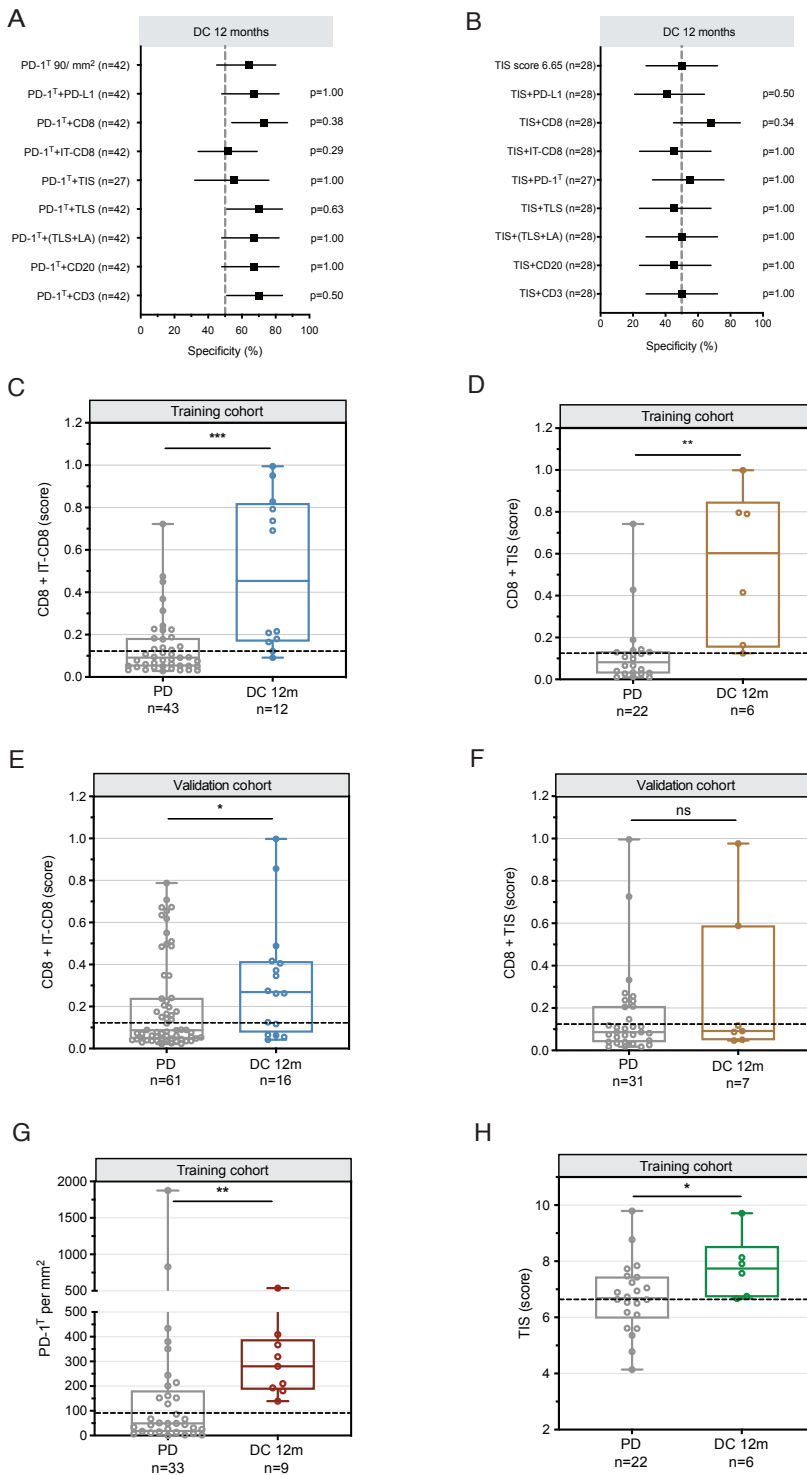 A
DC 12 months
PD-1ᵀ 90/ mm² (n=42)
PD-1ᵀ+PD-L1 (n=42) p=1.00
PD-1ᵀ+CD8 (n=42) p=0.38
PD-1ᵀ+IT-CD8 (n=42) p=0.29
PD-1ᵀ+TIS (n=27) p=1.00
PD-1ᵀ+TLS (n=42) p=0.63
PD-1ᵀ+(TLS+LA) (n=42) p=1.00
PD-1ᵀ+CD20 (n=42) p=1.00
PD-1ᵀ+CD3 (n=42) p=0.50
0 20 40 60 80 100
Specificity (%)
B
DC 12 months
TIS score 6.65 (n=28)
TIS+PD-L1 (n=28) p=0.50
TIS+CD8 (n=28) p=0.34
TIS+IT-CD8 (n=28) p=1.00
TIS+PD-1ᵀ (n=27) p=1.00
TIS+TLS (n=28) p=1.00
TIS+(TLS+LA) (n=28) p=1.00
TIS+CD20 (n=28) p=1.00
TIS+CD3 (n=28) p=1.00
0 20 40 60 80 100
Specificity (%)
C
Training cohort
1.2
***
1.0
0.8
0.6
0.4
0.2
0.0
CD8 + IT-CD8 (score)
PD DC 12m
n=43 n=12
D
Training cohort
1.2
**
1.0
0.8
0.6
0.4
0.2
0.0
CD8 + TIS (score)
PD DC 12m
n=22 n=6
E
Validation cohort
1.2
*
1.0
0.8
0.6
0.4
0.2
0.0
CD8 + IT-CD8 (score)
PD DC 12m
n=61 n=16
F
Validation cohort
1.2
ns
1.0
0.8
0.6
0.4
0.2
0.0
CD8 + TIS (score)
PD DC 12m
n=31 n=7
G
Training cohort
2000
**
1750
1500
1250
1000
750
500
500
400
300
200
100
0
PD-1ᵀ per mm²
PD DC 12m
n=33 n=9
H
Training cohort
*
10
8
6
4
2
TIS (score)
PD DC 12m
n=22 n=6